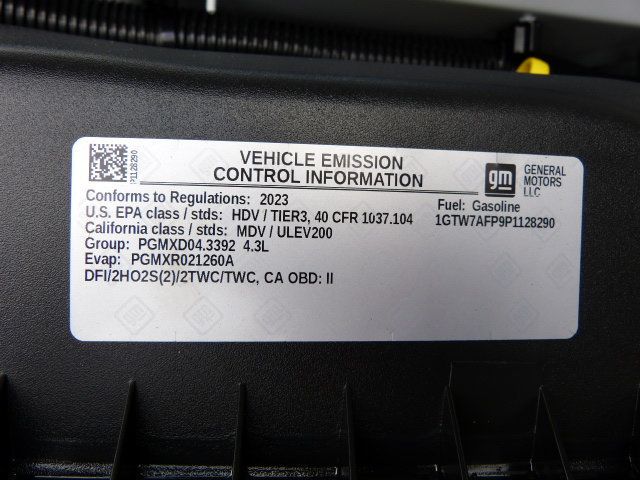 P1128290
VEHICLE EMISSION
CONTROL INFORMATION
gm
GENERAL
MOTORS
LLC
Conforms to Regulations: 2023
Fuel: Gasoline
U.S. EPA class / stds: HDV / TIER3, 40 CFR 1037.104
1GTW7AFP9P1128290
California class / stds: MDV / ULEV200
Group: PGMXD04.3392 4.3L
Evap: PGMXR021260A
DFI/2HO2S(2)/2TWC/TWC, CA OBD: II